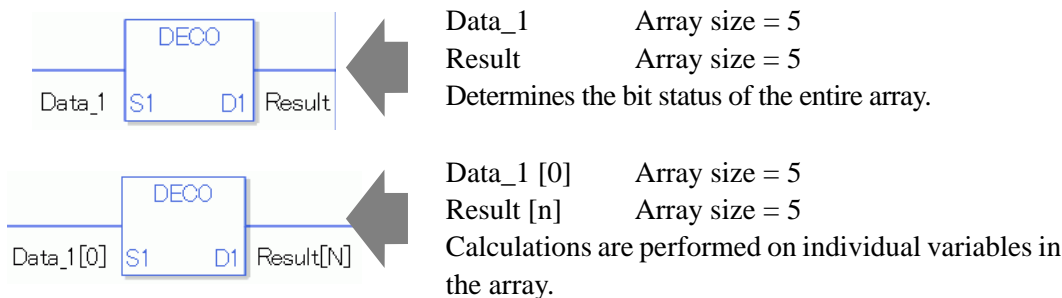 DECO
Data_1 S1 D1 Result
Data_1 Array size = 5
Result Array size = 5
Determines the bit status of the entire array.
DECO
Data_1[0] S1 D1 Result[N]
Data_1 [0] Array size = 5
Result [n] Array size = 5
Calculations are performed on individual variables in
the array.